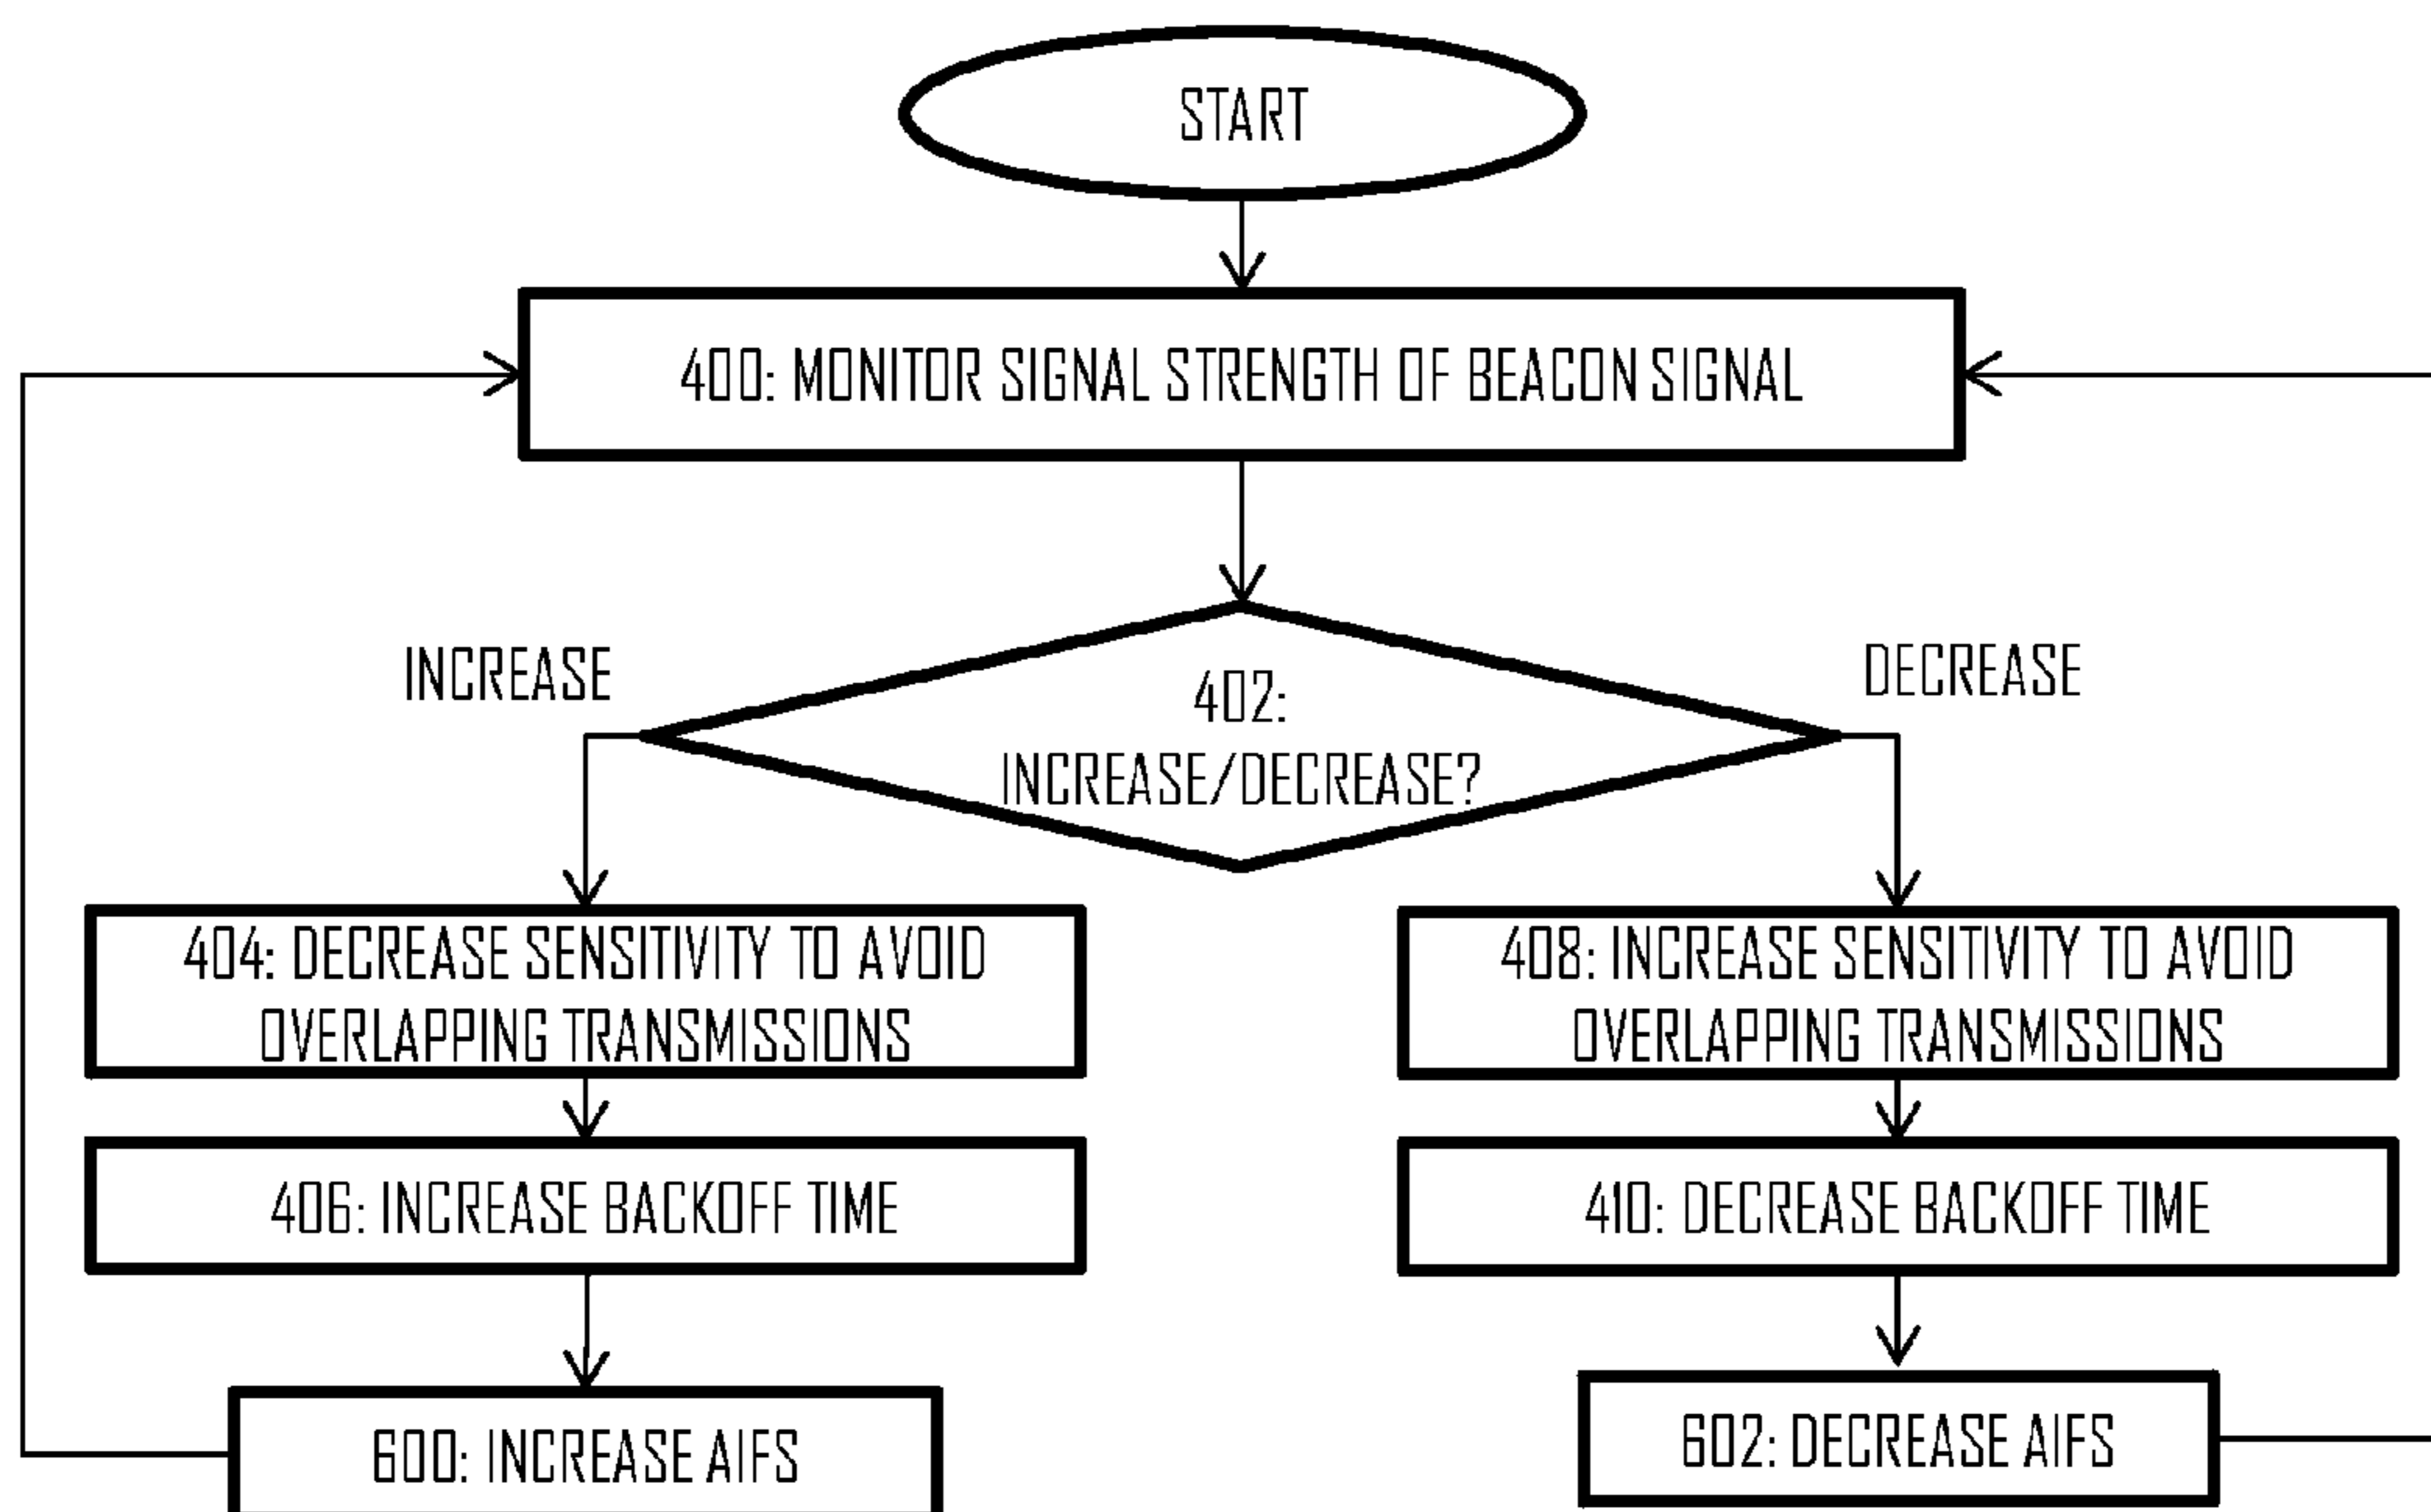 START
400: MONITOR SIGNAL STRENGTH OF BEACON SIGNAL
INCREASE
DECREASE
402:
INCREASE/DECREASE?
404: DECREASE SENSITIVITY TO AVOID
OVERLAPPING TRANSMISSIONS
408: INCREASE SENSITIVITY TO AVOID
OVERLAPPING TRANSMISSIONS
406: INCREASE BACKOFF TIME
410: DECREASE BACKOFF TIME
600: INCREASE AIFS
602: DECREASE AIFS